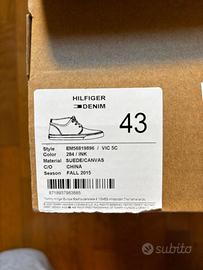 HILFIGER
DENIM
43
Style EM56819896 / VIC 5C
Color 284 / INK
Material SUEDE/CANVAS
C/O CHINA
Season FALL 2015
subito